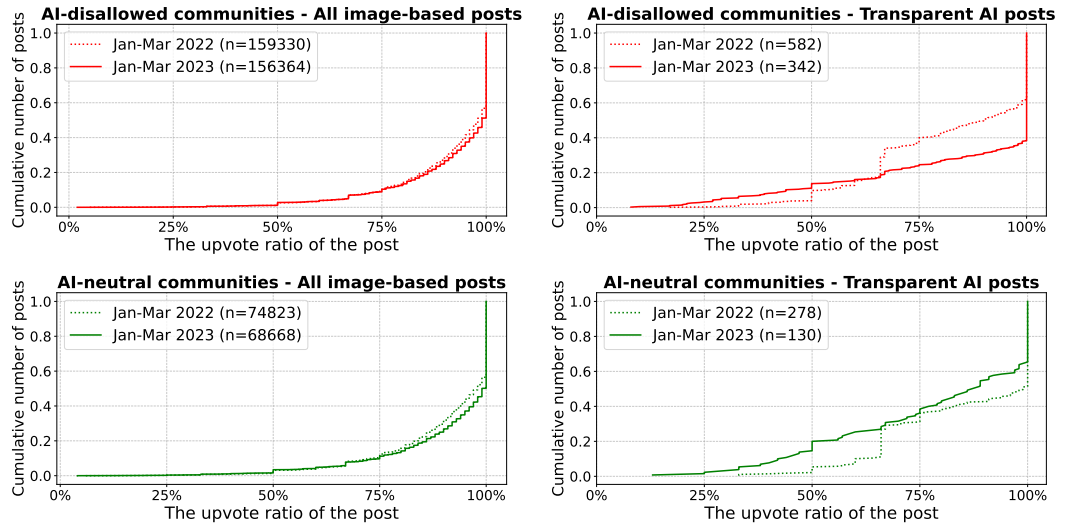 AI-disallowed communities - All image-based posts
Cumulative number of posts
1.0
0.8
0.6
0.4
0.2
0.0
Jan-Mar 2022 (n=159330)
Jan-Mar 2023 (n=156364)
0% 25% 50% 75% 100%
The upvote ratio of the post
AI-disallowed communities - Transparent AI posts
Cumulative number of posts
1.0
0.8
0.6
0.4
0.2
0.0
Jan-Mar 2022 (n=582)
Jan-Mar 2023 (n=342)
0% 25% 50% 75% 100%
The upvote ratio of the post
AI-neutral communities - All image-based posts
Cumulative number of posts
1.0
0.8
0.6
0.4
0.2
0.0
Jan-Mar 2022 (n=74823)
Jan-Mar 2023 (n=68668)
0% 25% 50% 75% 100%
The upvote ratio of the post
AI-neutral communities - Transparent AI posts
Cumulative number of posts
1.0
0.8
0.6
0.4
0.2
0.0
Jan-Mar 2022 (n=278)
Jan-Mar 2023 (n=130)
0% 25% 50% 75% 100%
The upvote ratio of the post